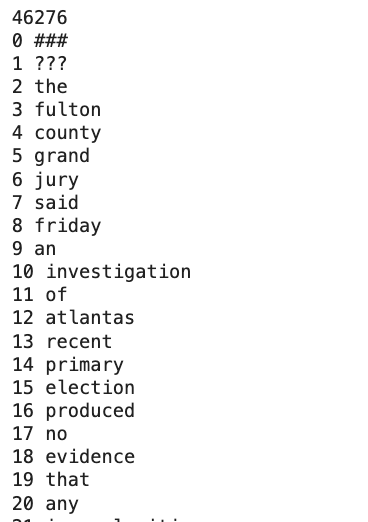 46276
0 ###
1 ???
2 the
3 fulton
4 county
5 grand
6 jury
7 said
8 friday
9 an
10 investigation
11 of
12 atlantas
13 recent
14 primary
15 election
16 produced
17 no
18 evidence
19 that
20 any